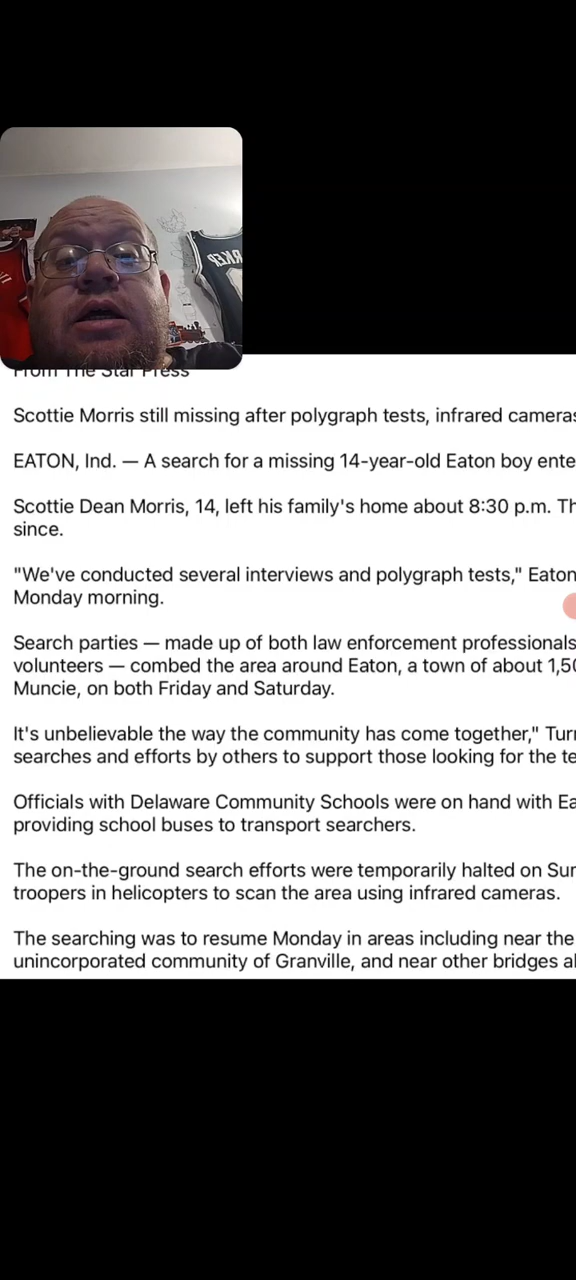 From The Star Press
Scottie Morris still missing after polygraph tests, infrared cameras
EATON, Ind. — A search for a missing 14-year-old Eaton boy ente
Scottie Dean Morris, 14, left his family's home about 8:30 p.m. Th
since.
"We've conducted several interviews and polygraph tests," Eaton
Monday morning.
Search parties — made up of both law enforcement professionals
volunteers — combed the area around Eaton, a town of about 1,50
Muncie, on both Friday and Saturday.
It's unbelievable the way the community has come together," Turn
searches and efforts by others to support those looking for the te
Officials with Delaware Community Schools were on hand with Ea
providing school buses to transport searchers.
The on-the-ground search efforts were temporarily halted on Sun
troopers in helicopters to scan the area using infrared cameras.
The searching was to resume Monday in areas including near the
unincorporated community of Granville, and near other bridges al